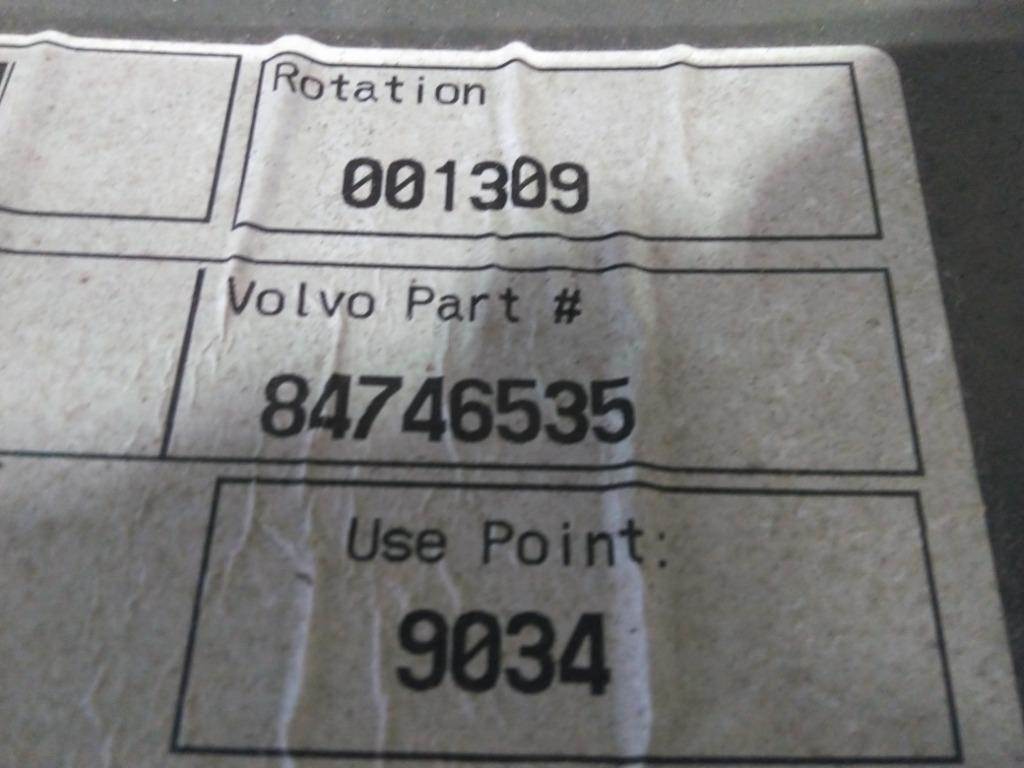 Rotation
001309
Volvo Part #
84746535
Use Point:
9034